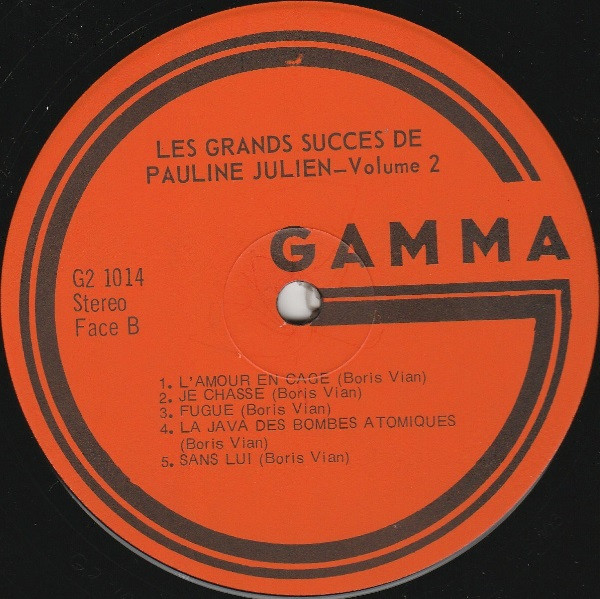 LES GRANDS SUCCES DE
PAULINE JULIEN-Volume 2
GAMMA
G2 1014
Stereo
Face B
1. L'AMOUR EN CAGE (Boris Vian)
2. JE CHASSE (Boris Vian)
3. FUGUE (Boris Vian)
4. LA JAVA DES BOMBES ATOMIQUES
(Boris Vian)
5. SANS LUI (Boris Vian)